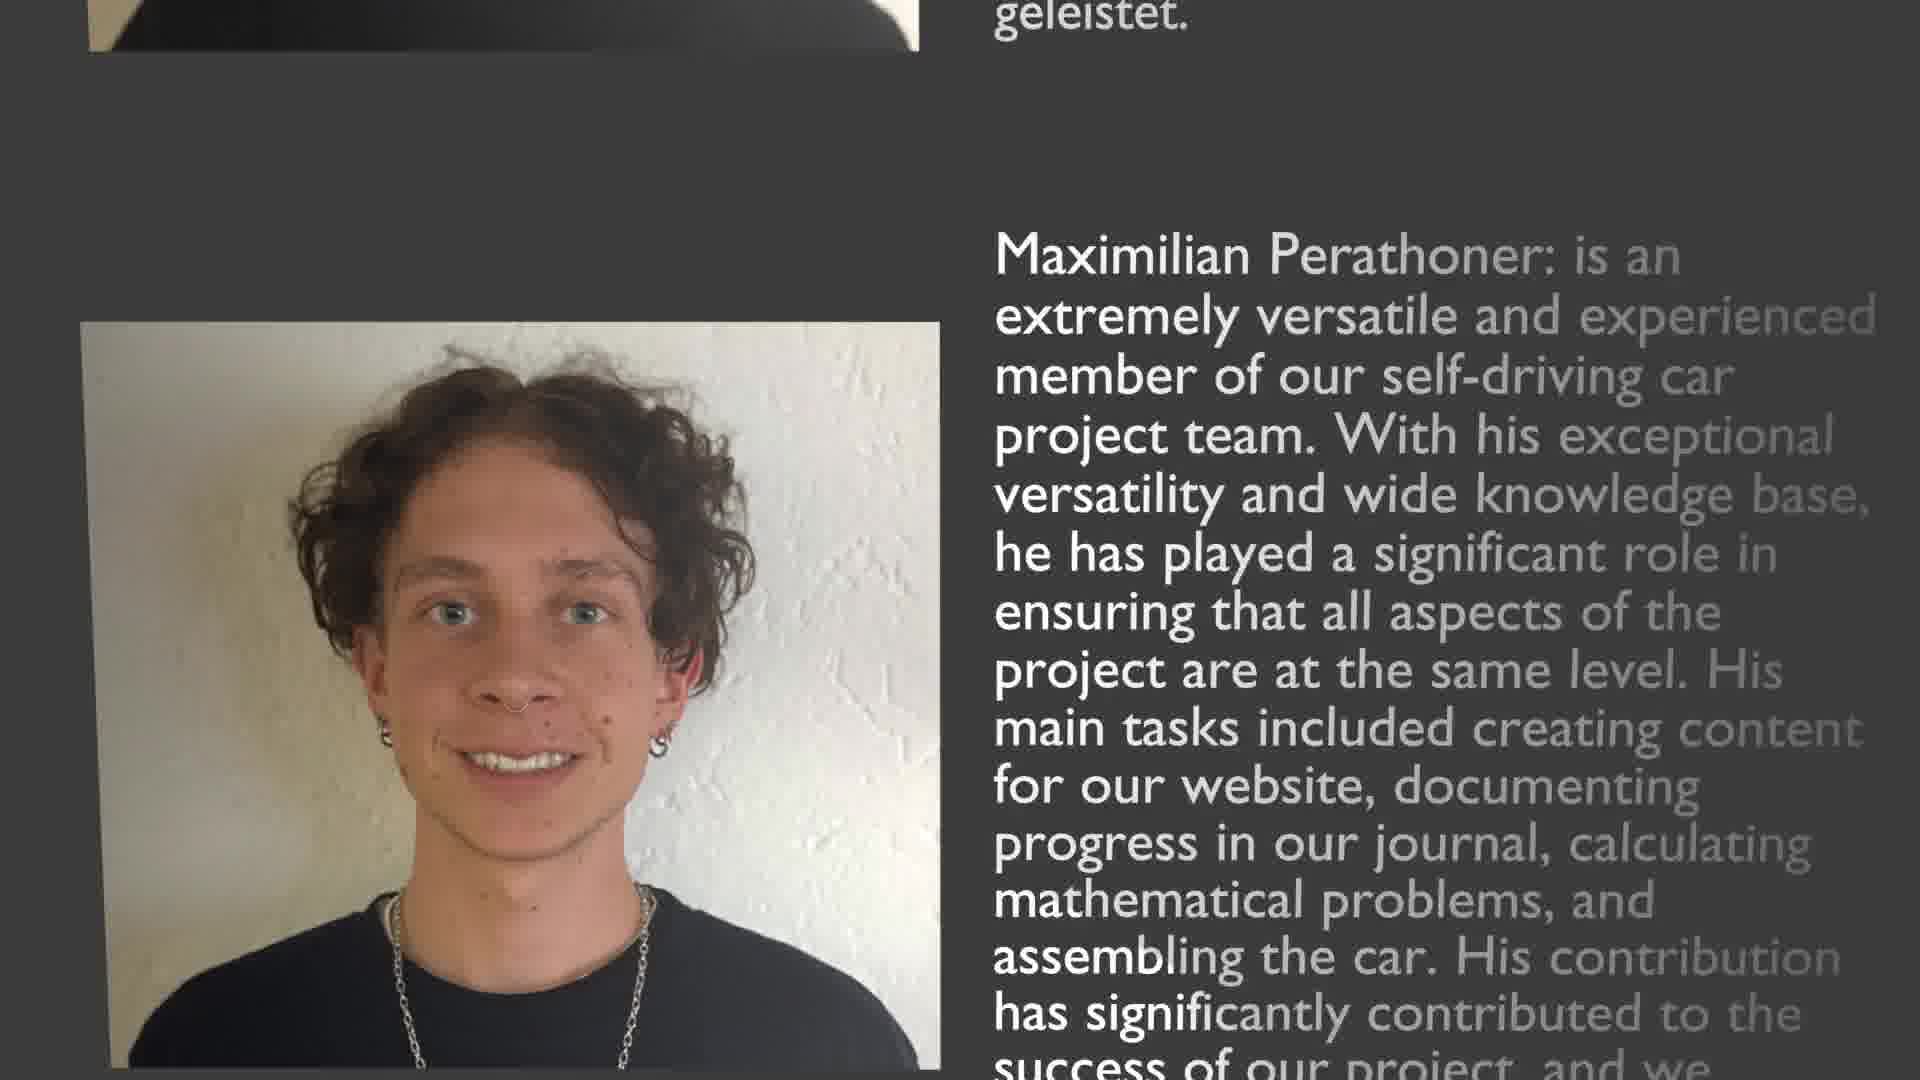 geleistet.
Maximilian Perathoner: is an
extremely versatile and experienced
member of our self-driving car
project team. With his exceptional
versatility and wide knowledge base,
he has played a significant role in
ensuring that all aspects of the
project are at the same level. His
main tasks included creating content
for our website, documenting
progress in our journal, calculating
mathematical problems, and
assembling the car. His contribution
has significantly contributed to the
success of our project, and we